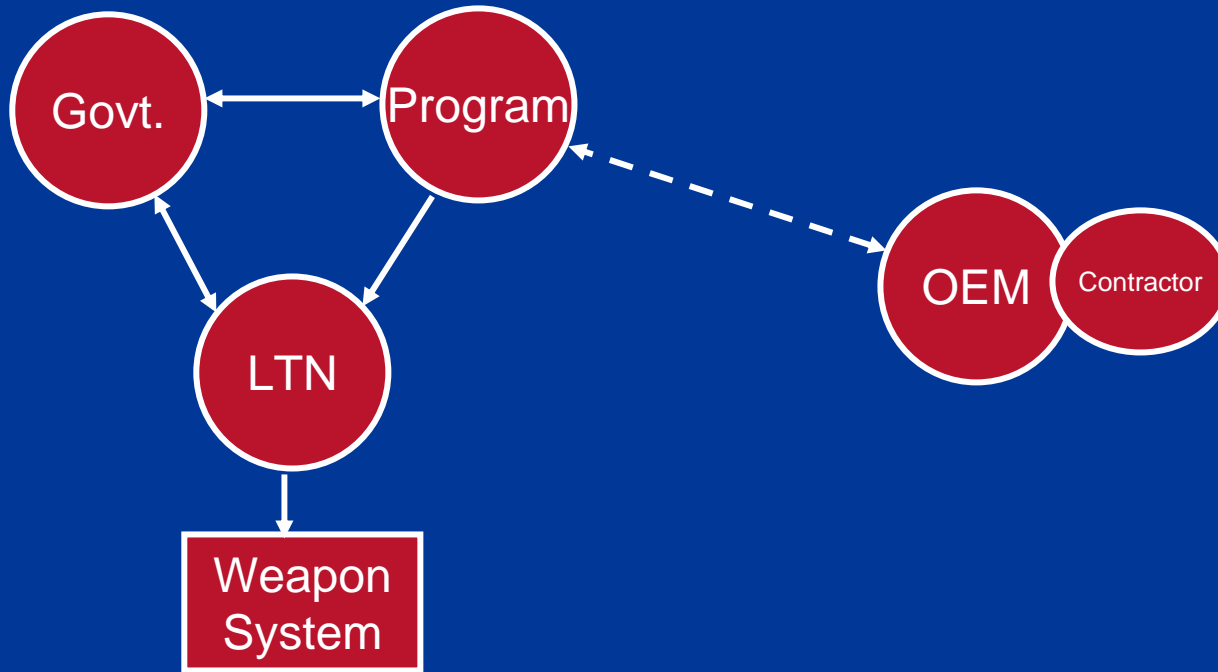 Govt.
Program
OEM
Contractor
LTN
Weapon
System